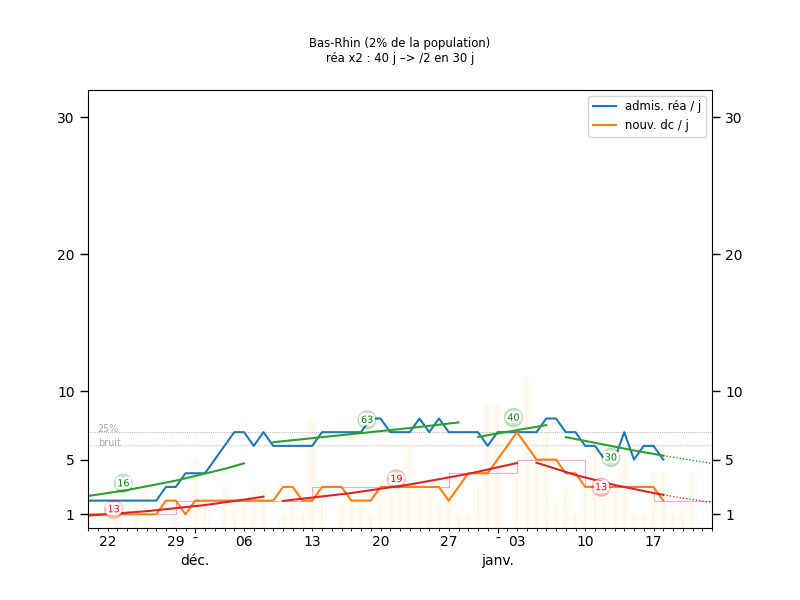 Bas-Rhin (2% de la population)
réa x2 : 40 j –> /2 en 30 j
admis. réa / j
nouv. dc / j
30 30
20 20
10 10
5 5
1 1
25%
bruit
16
13
63
19
40
30
13
22 29 - 06 13 20 27 - 03 10 17
déc. janv.